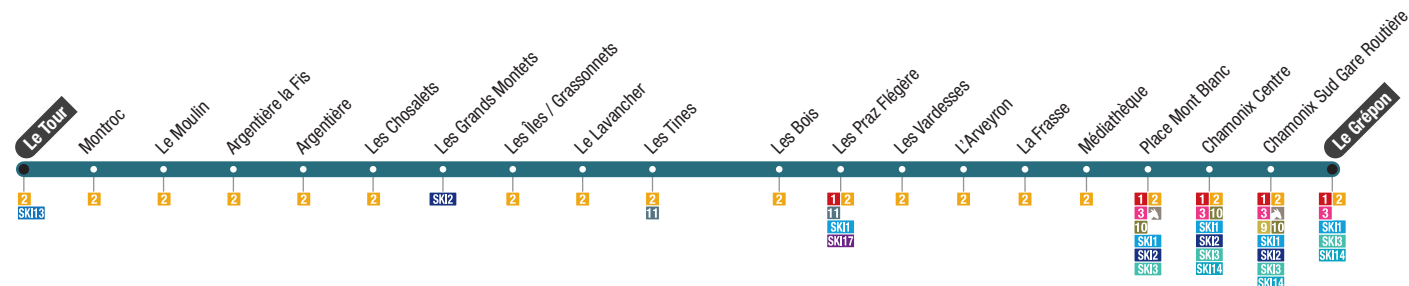 Le Tour
Montroc
Le Moulin
Argentière la Fis
Argentière
Les Chosalets
Les Grands Montets
Les Îles / Grassonnets
Le Lavancher
Les Tines
Les Bois
Les Praz Flégère
Les Vardesses
L'Arveyron
La Frasse
Médiathèque
Place Mont Blanc
Chamonix Centre
Chamonix Sud Gare Routière
Le Grépon
2
SKI13
2
2
2
2
2
SKI2
2
2
2
11
2
1 2
11
SKI1
SKI17
2
2
2
2
1 2
3
10
SKI1
SKI2
SKI3
1 2
3 10
SKI1
SKI2
SKI3
SKI14
1 2
3
9 10
SKI1
SKI2
SKI3
SKI14
1 2
3
SKI1
SKI3
SKI14